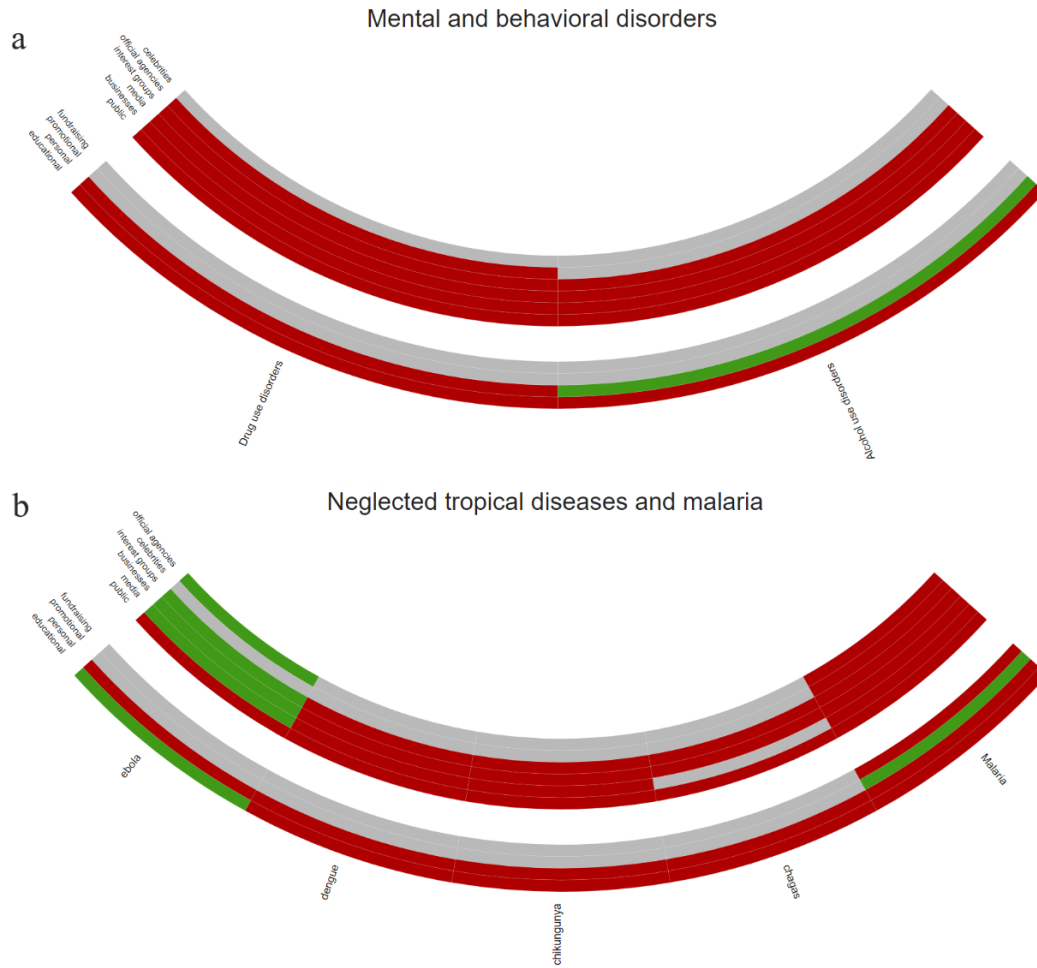 Mental and behavioral disorders
a
celebrities
official agencies
interest groups
media
businesses
public
fundraising
promotional
personal
educational
Drug use disorders
Alcohol use disorders
b
Neglected tropical diseases and malaria
official agencies
celebrities
interest groups
businesses
media
public
fundraising
promotional
personal
educational
ebola
dengue
chikungunya
chagas
Malaria